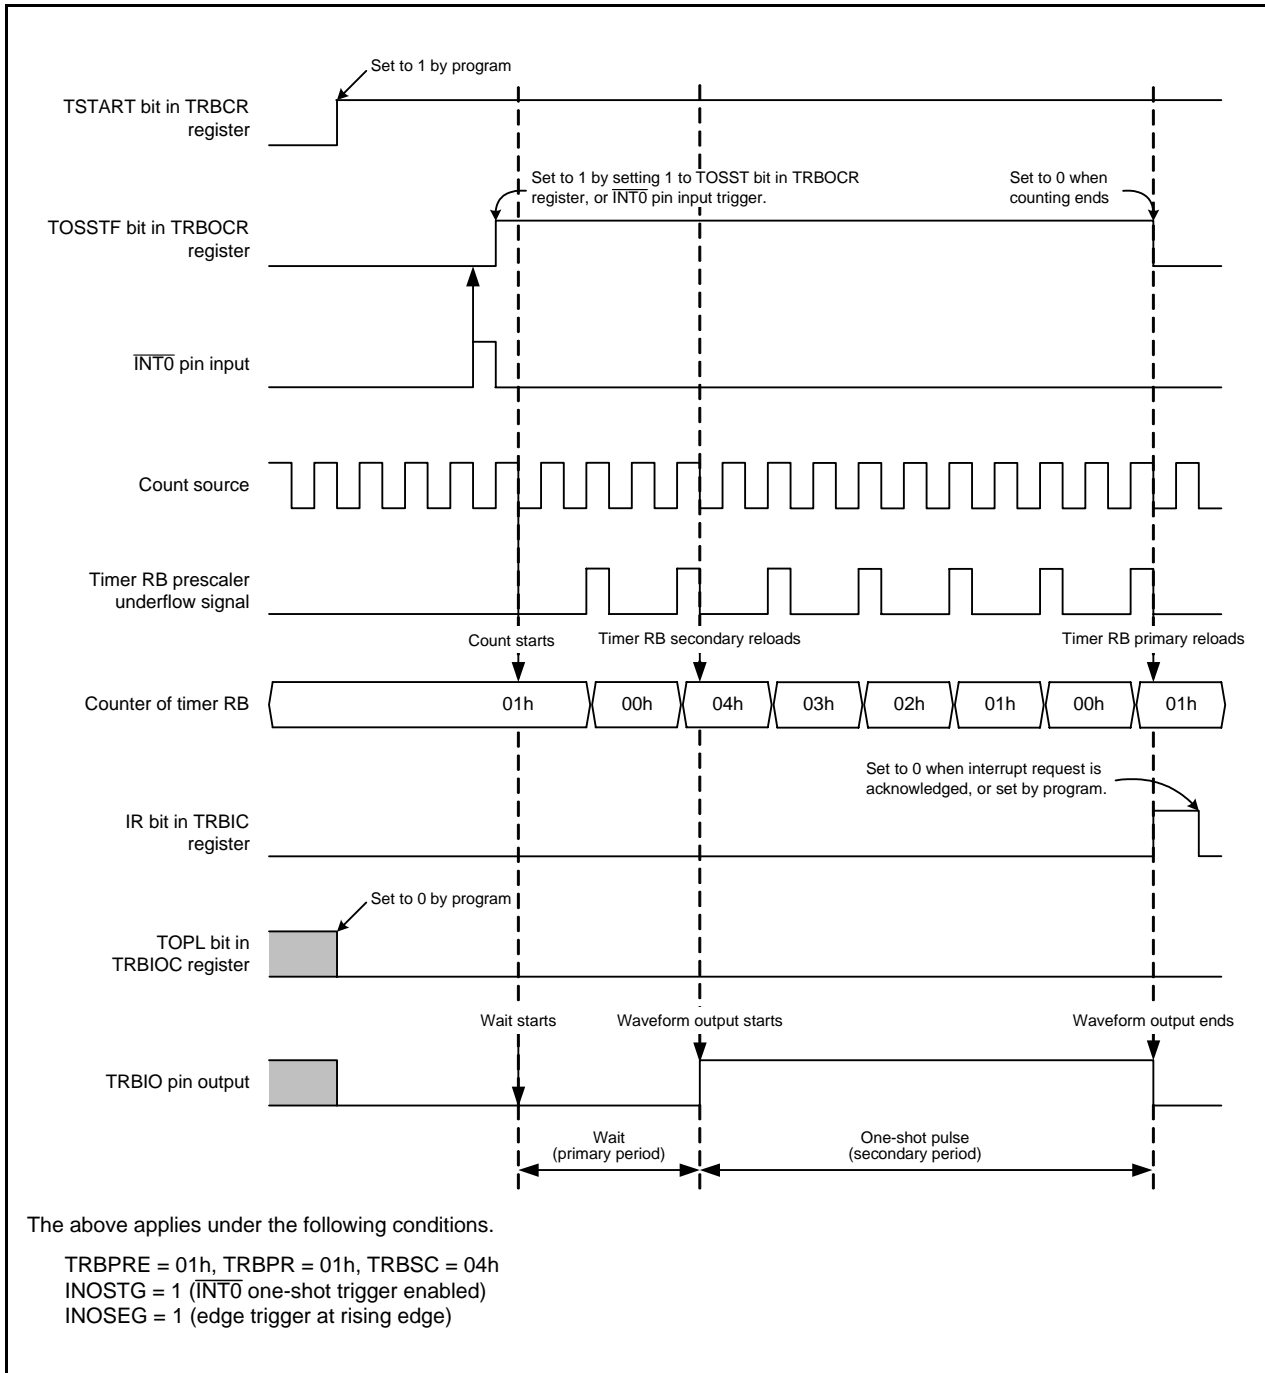 Set to 1 by program
TSTART bit in TRBCR
register
Set to 1 by setting 1 to TOSST bit in TRBOCR
register, or INT0 pin input trigger.
Set to 0 when
counting ends
TOSSTF bit in TRBOCR
register
INT0 pin input
Count source
Timer RB prescaler
underflow signal
Count starts
Timer RB secondary reloads
Timer RB primary reloads
Counter of timer RB
01h 00h 04h 03h 02h 01h 00h 01h
Set to 0 when interrupt request is
acknowledged, or set by program.
IR bit in TRBIC
register
Set to 0 by program
TOPL bit in
TRBIOC register
Wait starts
Waveform output starts
Waveform output ends
TRBIO pin output
Wait
(primary period)
One-shot pulse
(secondary period)
The above applies under the following conditions.
TRBPRE = 01h, TRBPR = 01h, TRBSC = 04h
INOSTG = 1 (INT0 one-shot trigger enabled)
INOSEG = 1 (edge trigger at rising edge)